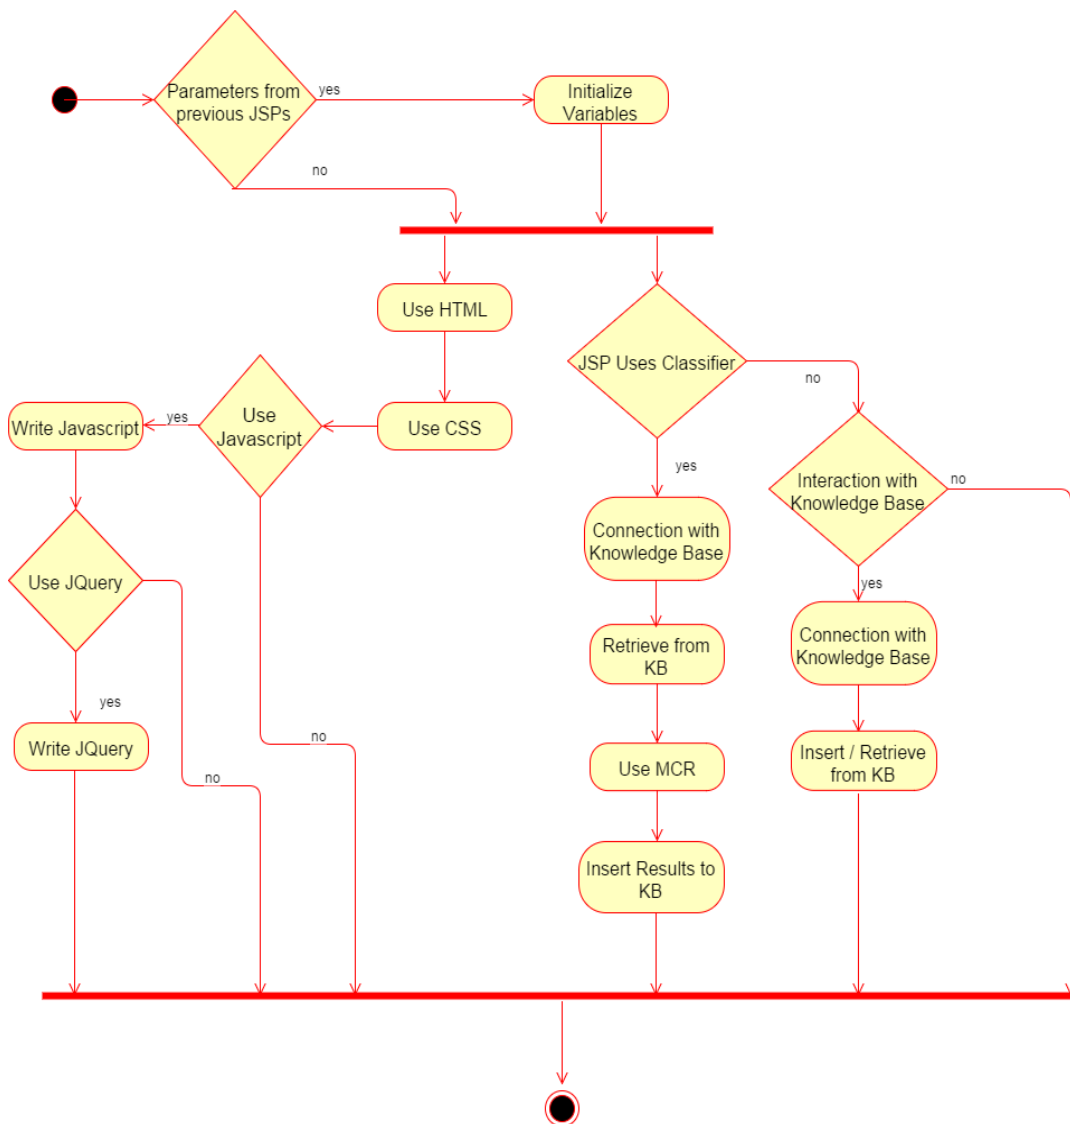 Parameters from
previous JSPs
yes
Initialize
Variables
no
Use HTML
JSP Uses Classifier
no
Use CSS
Use
Javascript
yes
Write Javascript
yes
Interaction with
Knowledge Base
no
Connection with
Knowledge Base
Use JQuery
yes
Connection with
Knowledge Base
Retrieve from
KB
yes
Write JQuery
no
no
Use MCR
Insert / Retrieve
from KB
Insert Results to
KB